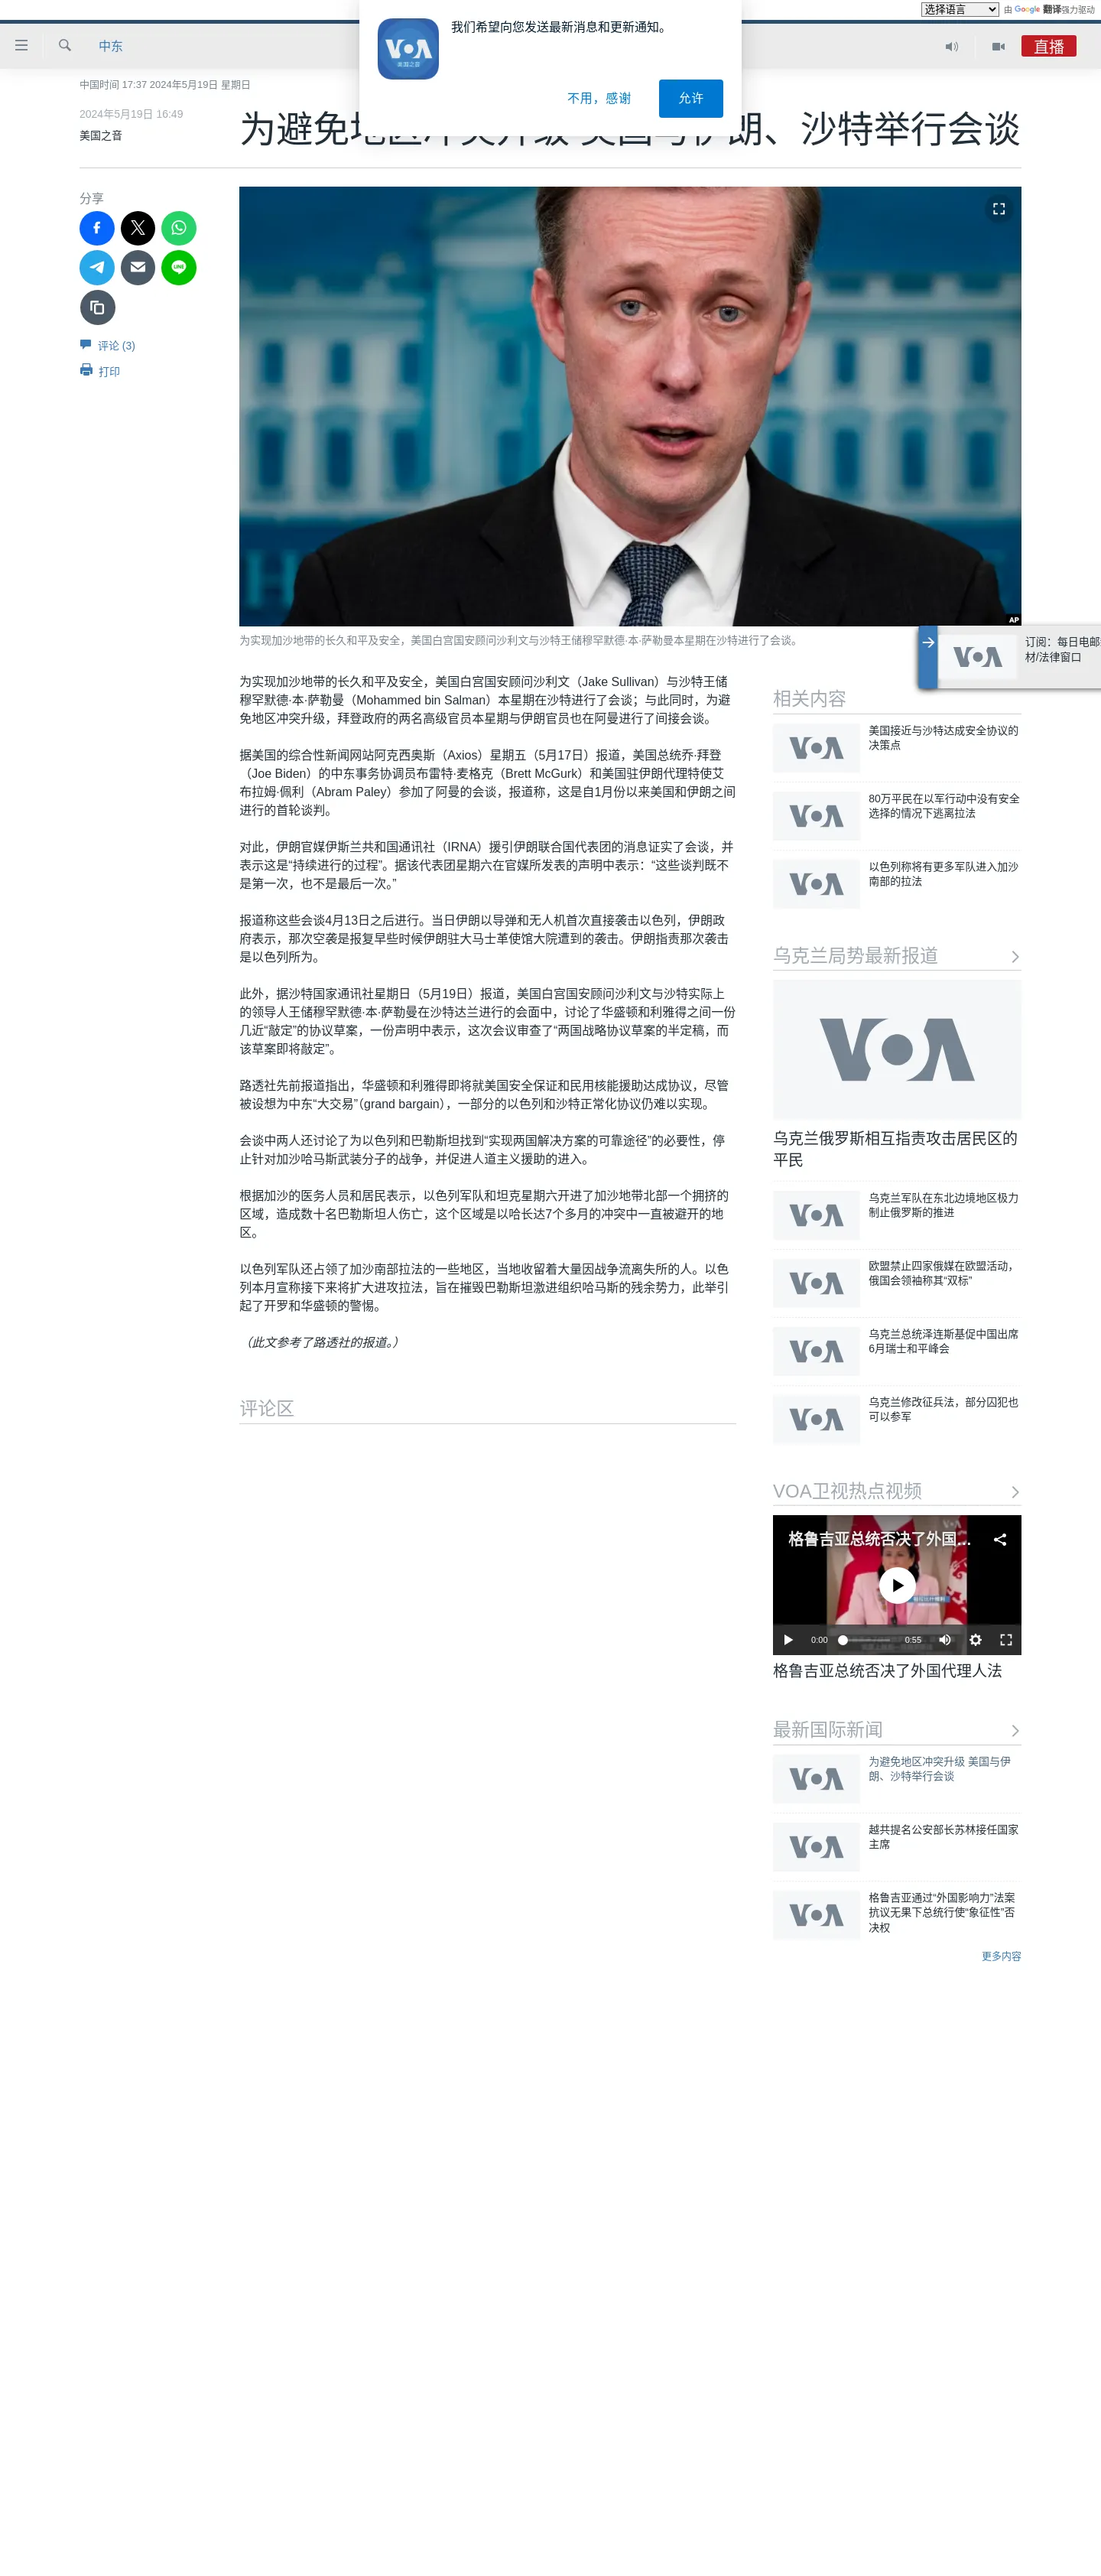 选择语言 由 Google 翻译强力驱动
我们希望向您发送最新消息和更新通知。
VOA
美国之音
不用，感谢
允许
中东
直播
中国时间 17:37 2024年5月19日 星期日
2024年5月19日 16:49
美国之音
为避免地区冲突升级 美国与伊朗、沙特举行会谈
分享
评论 (3)
打印
AP
为实现加沙地带的长久和平及安全，美国白宫国安顾问沙利文与沙特王储穆罕默德·本·萨勒曼本星期在沙特进行了会谈。
订阅：每日电邮
材/法律窗口
为实现加沙地带的长久和平及安全，美国白宫国安顾问沙利文（Jake Sullivan）与沙特王储
穆罕默德·本·萨勒曼（Mohammed bin Salman）本星期在沙特进行了会谈；与此同时，为避
免地区冲突升级，拜登政府的两名高级官员本星期与伊朗官员也在阿曼进行了间接会谈。
据美国的综合性新闻网站阿克西奥斯（Axios）星期五（5月17日）报道，美国总统乔·拜登
（Joe Biden）的中东事务协调员布雷特·麦格克（Brett McGurk）和美国驻伊朗代理特使艾
布拉姆·佩利（Abram Paley）参加了阿曼的会谈，报道称，这是自1月份以来美国和伊朗之间
进行的首轮谈判。
对此，伊朗官媒伊斯兰共和国通讯社（IRNA）援引伊朗联合国代表团的消息证实了会谈，并
表示这是“持续进行的过程”。据该代表团星期六在官媒所发表的声明中表示：“这些谈判既不
是第一次，也不是最后一次。”
报道称这些会谈4月13日之后进行。当日伊朗以导弹和无人机首次直接袭击以色列，伊朗政
府表示，那次空袭是报复早些时候伊朗驻大马士革使馆大院遭到的袭击。伊朗指责那次袭击
是以色列所为。
此外，据沙特国家通讯社星期日（5月19日）报道，美国白宫国安顾问沙利文与沙特实际上
的领导人王储穆罕默德·本·萨勒曼在沙特达兰进行的会面中，讨论了华盛顿和利雅得之间一份
几近“敲定”的协议草案，一份声明中表示，这次会议审查了“两国战略协议草案的半定稿，而
该草案即将敲定”。
路透社先前报道指出，华盛顿和利雅得即将就美国安全保证和民用核能援助达成协议，尽管
被设想为中东“大交易”（grand bargain），一部分的以色列和沙特正常化协议仍难以实现。
会谈中两人还讨论了为以色列和巴勒斯坦找到“实现两国解决方案的可靠途径”的必要性，停
止针对加沙哈马斯武装分子的战争，并促进人道主义援助的进入。
根据加沙的医务人员和居民表示，以色列军队和坦克星期六开进了加沙地带北部一个拥挤的
区域，造成数十名巴勒斯坦人伤亡，这个区域是以哈长达7个多月的冲突中一直被避开的地
区。
以色列军队还占领了加沙南部拉法的一些地区，当地收留着大量因战争流离失所的人。以色
列本月宣称接下来将扩大进攻拉法，旨在摧毁巴勒斯坦激进组织哈马斯的残余势力，此举引
起了开罗和华盛顿的警惕。
（此文参考了路透社的报道。）
评论区
相关内容
美国接近与沙特达成安全协议的
决策点
80万平民在以军行动中没有安全
选择的情况下逃离拉法
以色列称将有更多军队进入加沙
南部的拉法
乌克兰局势最新报道
VOA
乌克兰俄罗斯相互指责攻击居民区的
平民
乌克兰军队在东北边境地区极力
制止俄罗斯的推进
欧盟禁止四家俄媒在欧盟活动，
俄国会领袖称其“双标”
乌克兰总统泽连斯基促中国出席
6月瑞士和平峰会
乌克兰修改征兵法，部分囚犯也
可以参军
VOA卫视热点视频
格鲁吉亚总统否决了外国...
0:00
0:55
格鲁吉亚总统否决了外国代理人法
最新国际新闻
为避免地区冲突升级 美国与伊
朗、沙特举行会谈
越共提名公安部长苏林接任国家
主席
格鲁吉亚通过“外国影响力”法案
抗议无果下总统行使“象征性”否
决权
更多内容